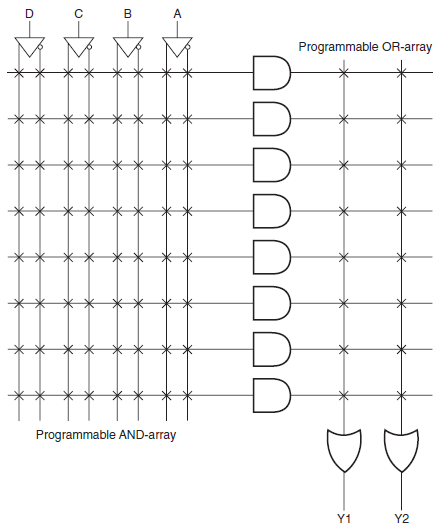 D C B A
Programmable OR-array
Programmable AND-array
Y1 Y2